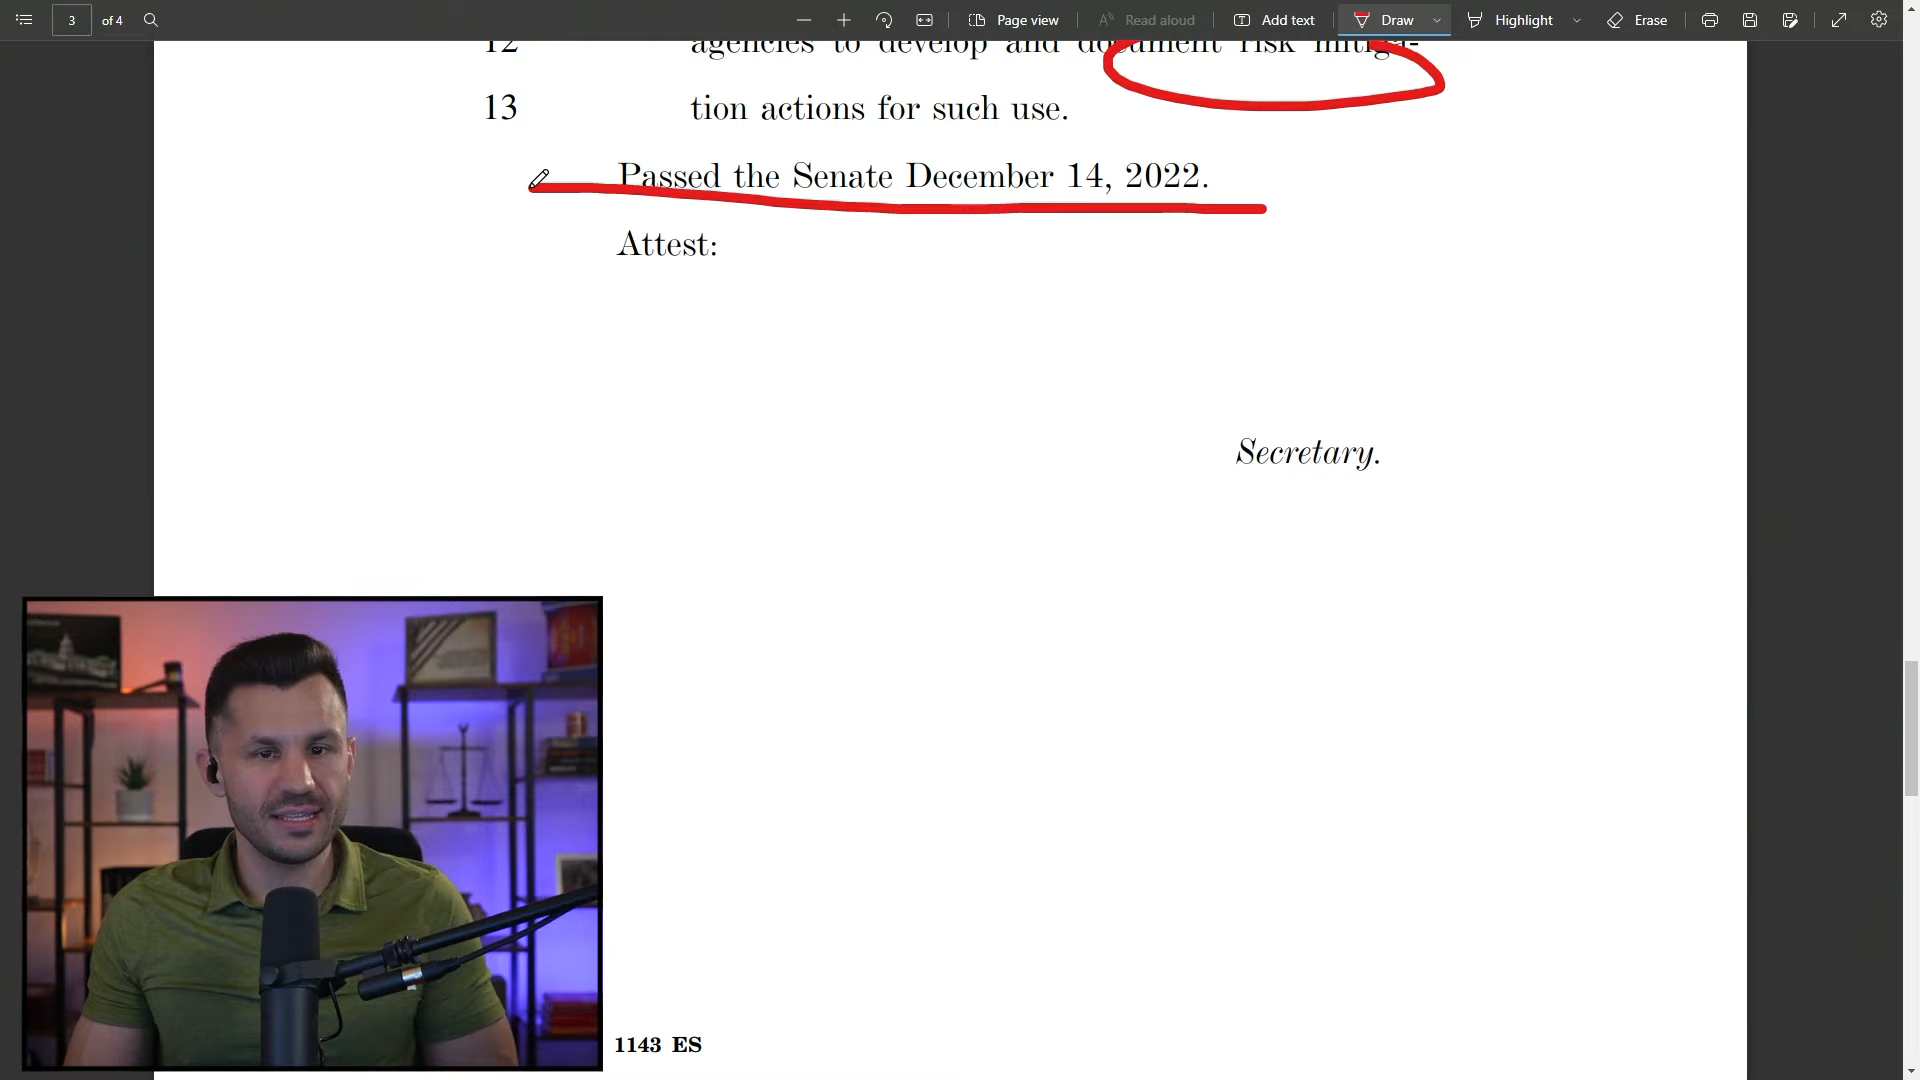 3 of 4 Page view Read aloud Add text Draw Highlight Erase
12 agencies to develop and document risk mitiga-
13 tion actions for such use.
Passed the Senate December 14, 2022.
Attest:
Secretary.
1143 ES